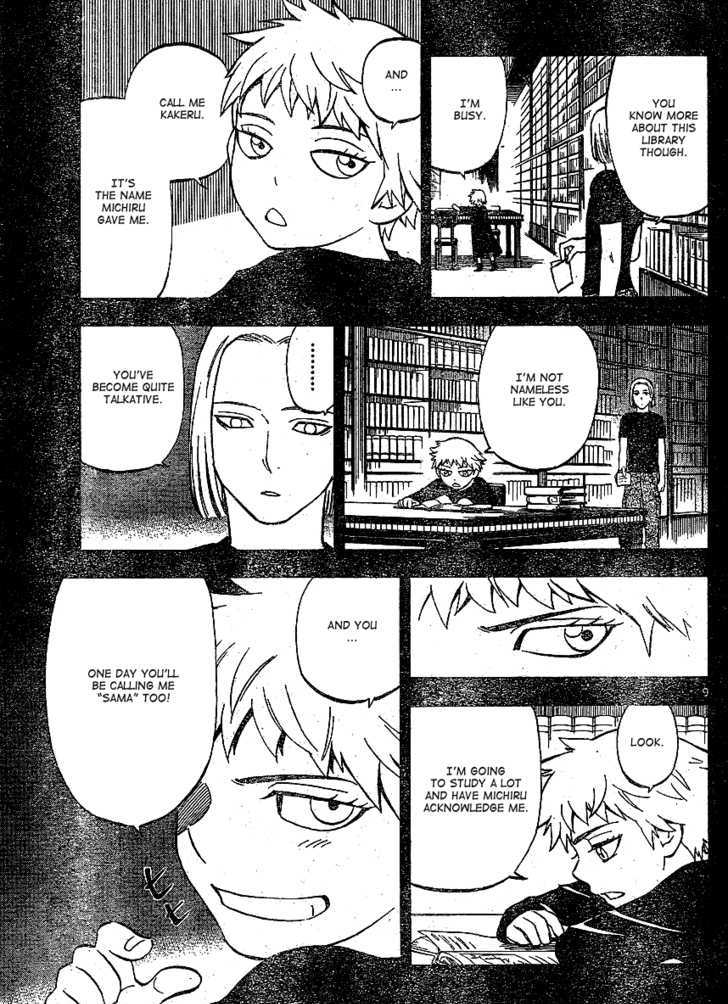 YOU
KNOW MORE
ABOUT THIS
LIBRARY
THOUGH.
I'M
BUSY.
AND
...
CALL ME
KAKERU.
IT'S
THE NAME
MICHIRU
GAVE ME.
I'M NOT
NAMELESS
LIKE YOU.
........
YOU'VE
BECOME QUITE
TALKATIVE.
9
LOOK.
I'M GOING
TO STUDY A LOT
AND HAVE MICHIRU
ACKNOWLEDGE ME.
AND YOU
...
ONE DAY YOU'LL
BE CALLING ME
"SAMA" TOO!
ヒヒ